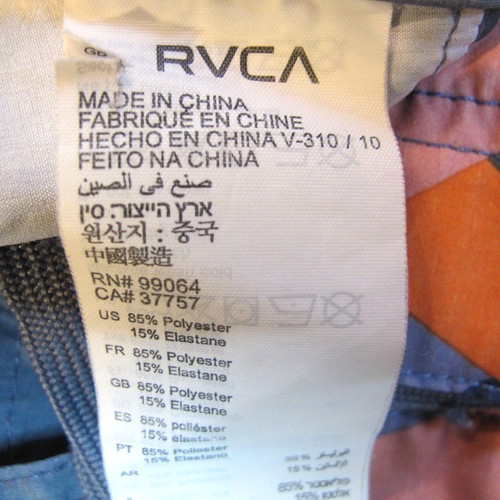 GB
RVCA
MADE IN CHINA
FABRIQUÉ EN CHINE
HECHO EN CHINA V-310 / 10
FEITO NA CHINA
صنع في الصين
ארץ הייצור: סין
원산지 : 중국
中國製造
RN# 99064
CA# 37757
US 85% Polyester
15% Elastane
FR 85% Polyester
15% Elastane
GB 85% Polyester
15% Elastane
ES 85% poliéster
15% elastano
PT 85% Poliester
15% Elastane
AR